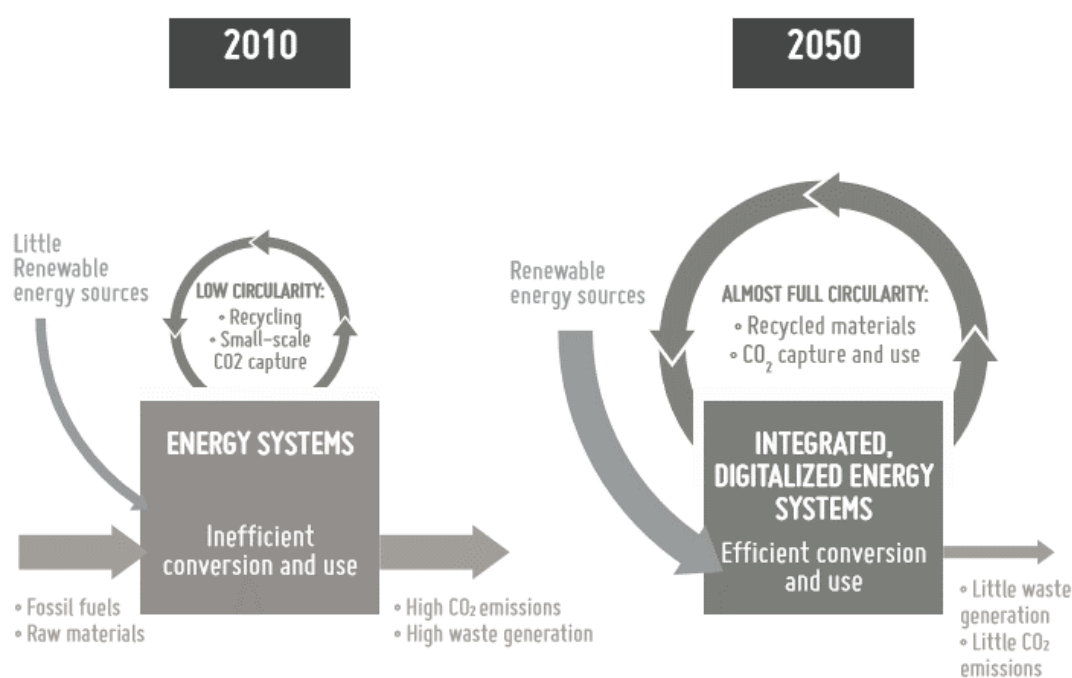 2010
Little
Renewable
energy sources
LOW CIRCULARITY:
• Recycling
• Small-scale
CO2 capture
ENERGY SYSTEMS
Inefficient
conversion and use
• Fossil fuels
• Raw materials
• High CO₂ emissions
• High waste generation
2050
Renewable
energy sources
ALMOST FULL CIRCULARITY:
• Recycled materials
• CO₂ capture and use
INTEGRATED,
DIGITALIZED ENERGY
SYSTEMS
Efficient conversion
and use
• Little waste
generation
• Little CO₂
emissions